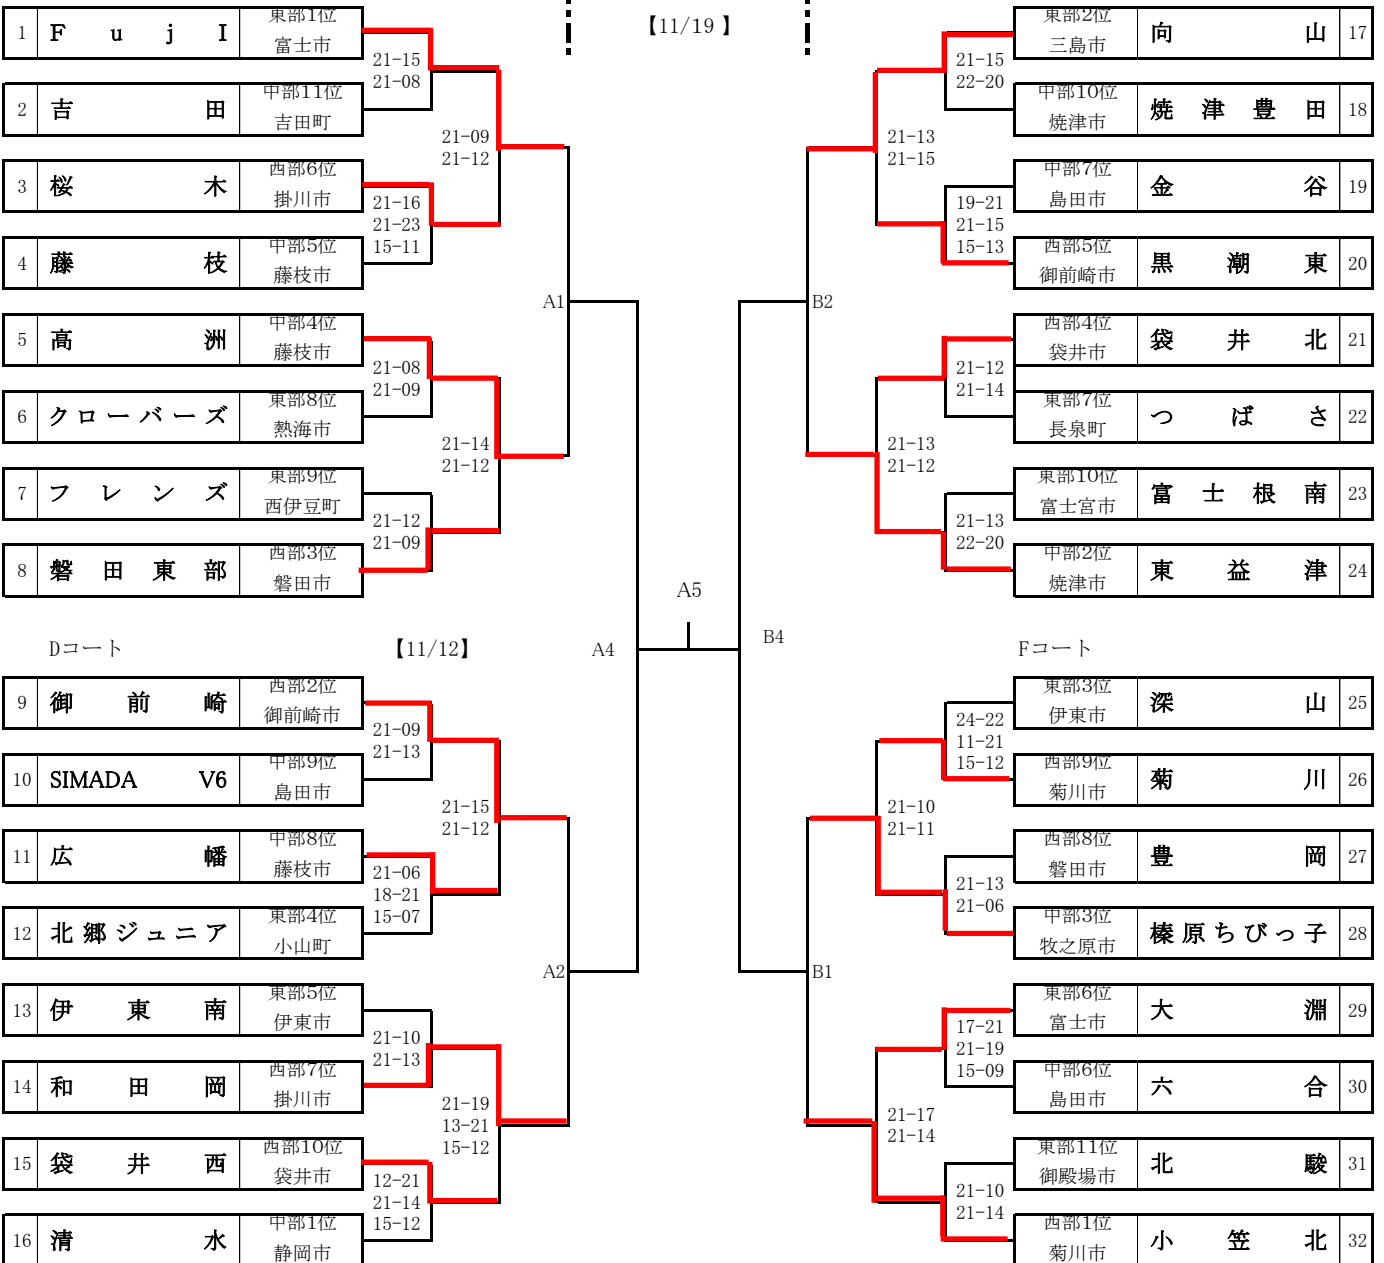 【11/19 】
1 FujI 東部1位 富士市
21-15
21-08
2 吉田 中部11位 吉田町
21-09
21-12
3 桜木 西部6位 掛川市
21-16
21-23
15-11
4 藤枝 中部5位 藤枝市
A1
5 高洲 中部4位 藤枝市
21-08
21-09
6 クローバーズ 東部8位 熱海市
21-14
21-12
7 フレンズ 東部9位 西伊豆町
21-12
21-09
8 磐田東部 西部3位 磐田市
Dコート 【11/12】 A4
9 御前崎 西部2位 御前崎市
21-09
21-13
10 SIMADA V6 中部9位 島田市
21-15
21-12
11 広幡 中部8位 藤枝市
21-06
18-21
15-07
12 北郷ジュニア 東部4位 小山町
A2
13 伊東南 東部5位 伊東市
21-10
21-13
14 和田岡 西部7位 掛川市
21-19
13-21
15-12
15 袋井西 西部10位 袋井市
12-21
21-14
15-12
16 清水 中部1位 静岡市
A5
東部2位 三島市 向山 17
21-15
22-20
中部10位 焼津市 焼津豊田 18
21-13
21-15
中部7位 島田市 金谷 19
19-21
21-15
15-13
西部5位 御前崎市 黒潮東 20
B2
西部4位 袋井市 袋井北 21
21-12
21-14
東部7位 長泉町 つばさ 22
21-13
21-12
東部10位 富士宮市 富士根南 23
21-13
22-20
中部2位 焼津市 東益津 24
B4 Fコート
東部3位 伊東市 深山 25
24-22
11-21
15-12
西部9位 菊川市 菊川 26
21-10
21-11
西部8位 磐田市 豊岡 27
21-13
21-06
中部3位 牧之原市 榛原ちびっ子 28
B1
東部6位 富士市 大淵 29
17-21
21-19
15-09
中部6位 島田市 六合 30
21-17
21-14
東部11位 御殿場市 北駿 31
21-10
21-14
西部1位 菊川市 小笠北 32